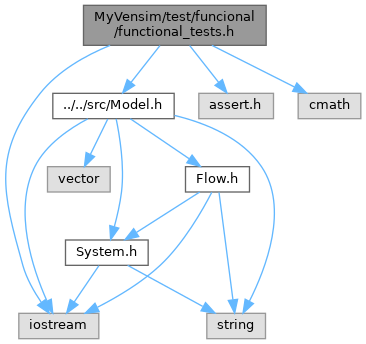 MyVensim/test/funcional
/functional_tests.h
../../src/Model.h
assert.h
cmath
vector
Flow.h
System.h
iostream
string